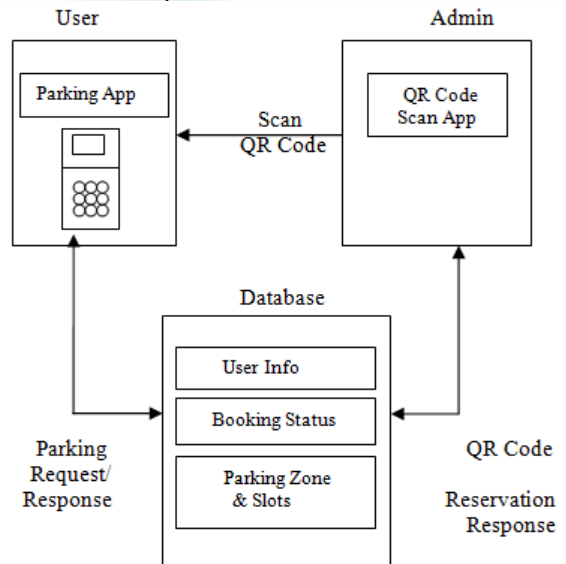 User
Admin
Parking App
QR Code
Scan App
Scan
QR Code
Database
User Info
Booking Status
Parking Zone
& Slots
Parking
Request/
Response
QR Code
Reservation
Response